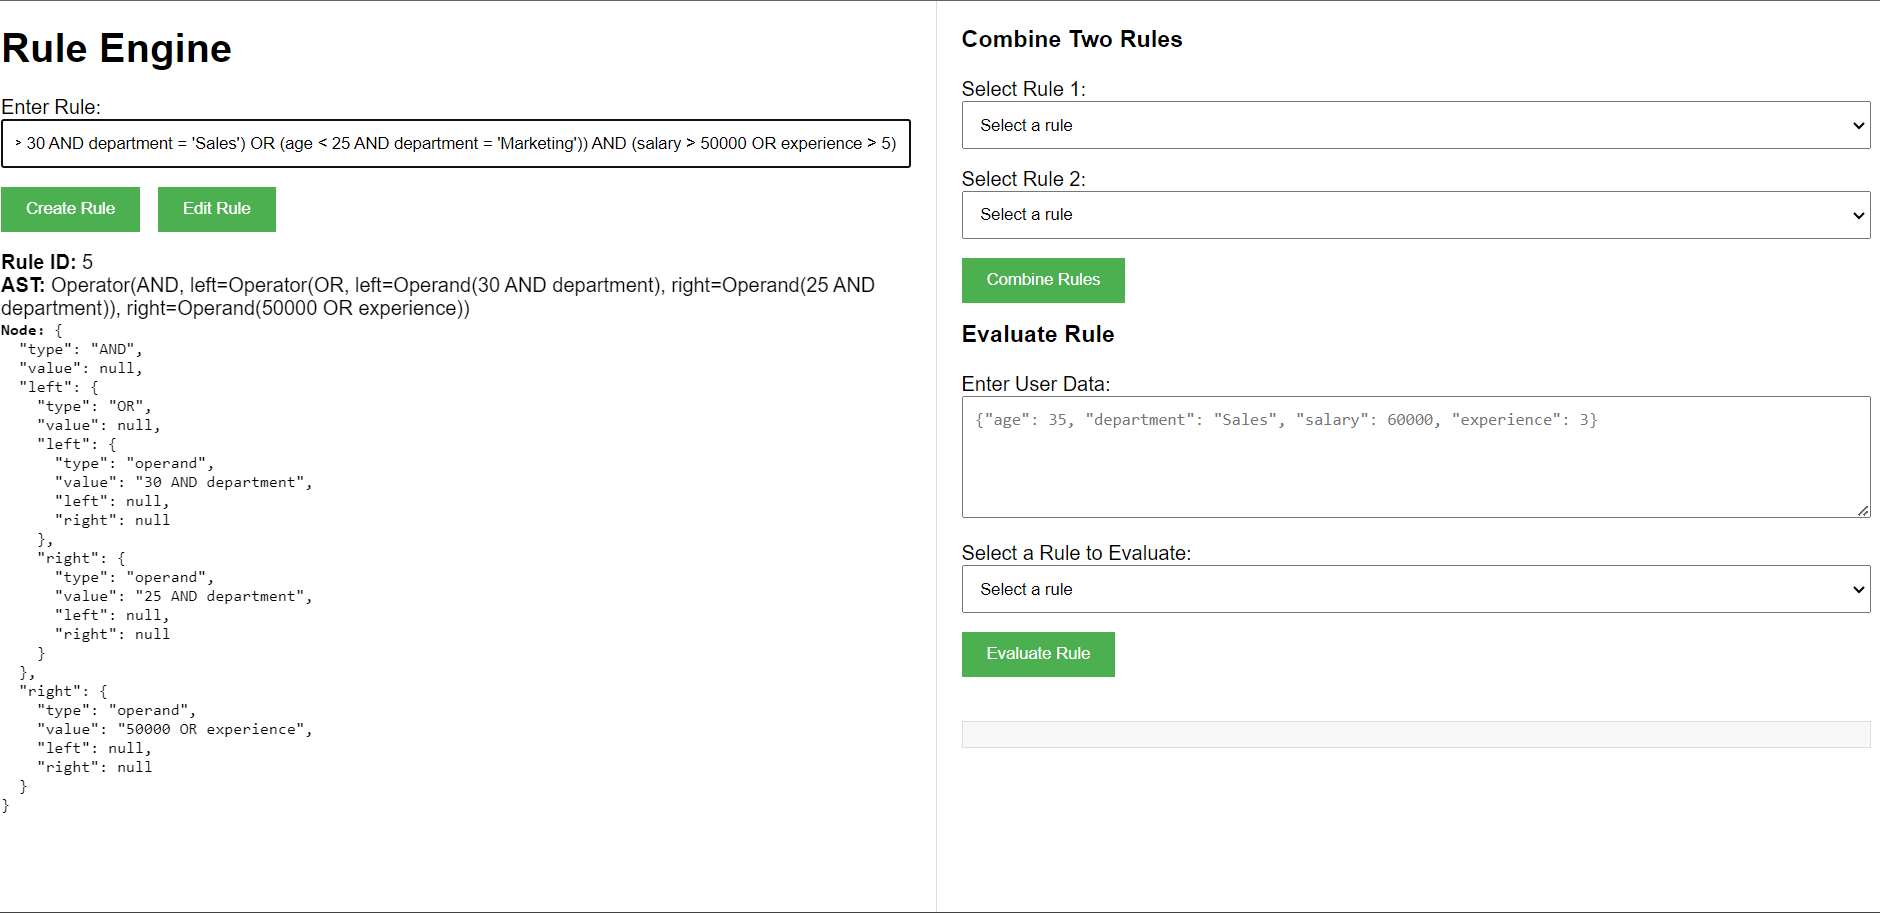 Rule Engine
Enter Rule:
> 30 AND department = 'Sales') OR (age < 25 AND department = 'Marketing')) AND (salary > 50000 OR experience > 5)
Create Rule
Edit Rule
Rule ID: 5
AST: Operator(AND, left=Operator(OR, left=Operand(30 AND department), right=Operand(25 AND
department)), right=Operand(50000 OR experience))
Node: {
  "type": "AND",
  "value": null,
  "left": {
    "type": "OR",
    "value": null,
    "left": {
      "type": "operand",
      "value": "30 AND department",
      "left": null,
      "right": null
    },
    "right": {
      "type": "operand",
      "value": "25 AND department",
      "left": null,
      "right": null
    }
  },
  "right": {
    "type": "operand",
    "value": "50000 OR experience",
    "left": null,
    "right": null
  }
}
Combine Two Rules
Select Rule 1:
Select a rule
Select Rule 2:
Select a rule
Combine Rules
Evaluate Rule
Enter User Data:
{"age": 35, "department": "Sales", "salary": 60000, "experience": 3}
Select a Rule to Evaluate:
Select a rule
Evaluate Rule